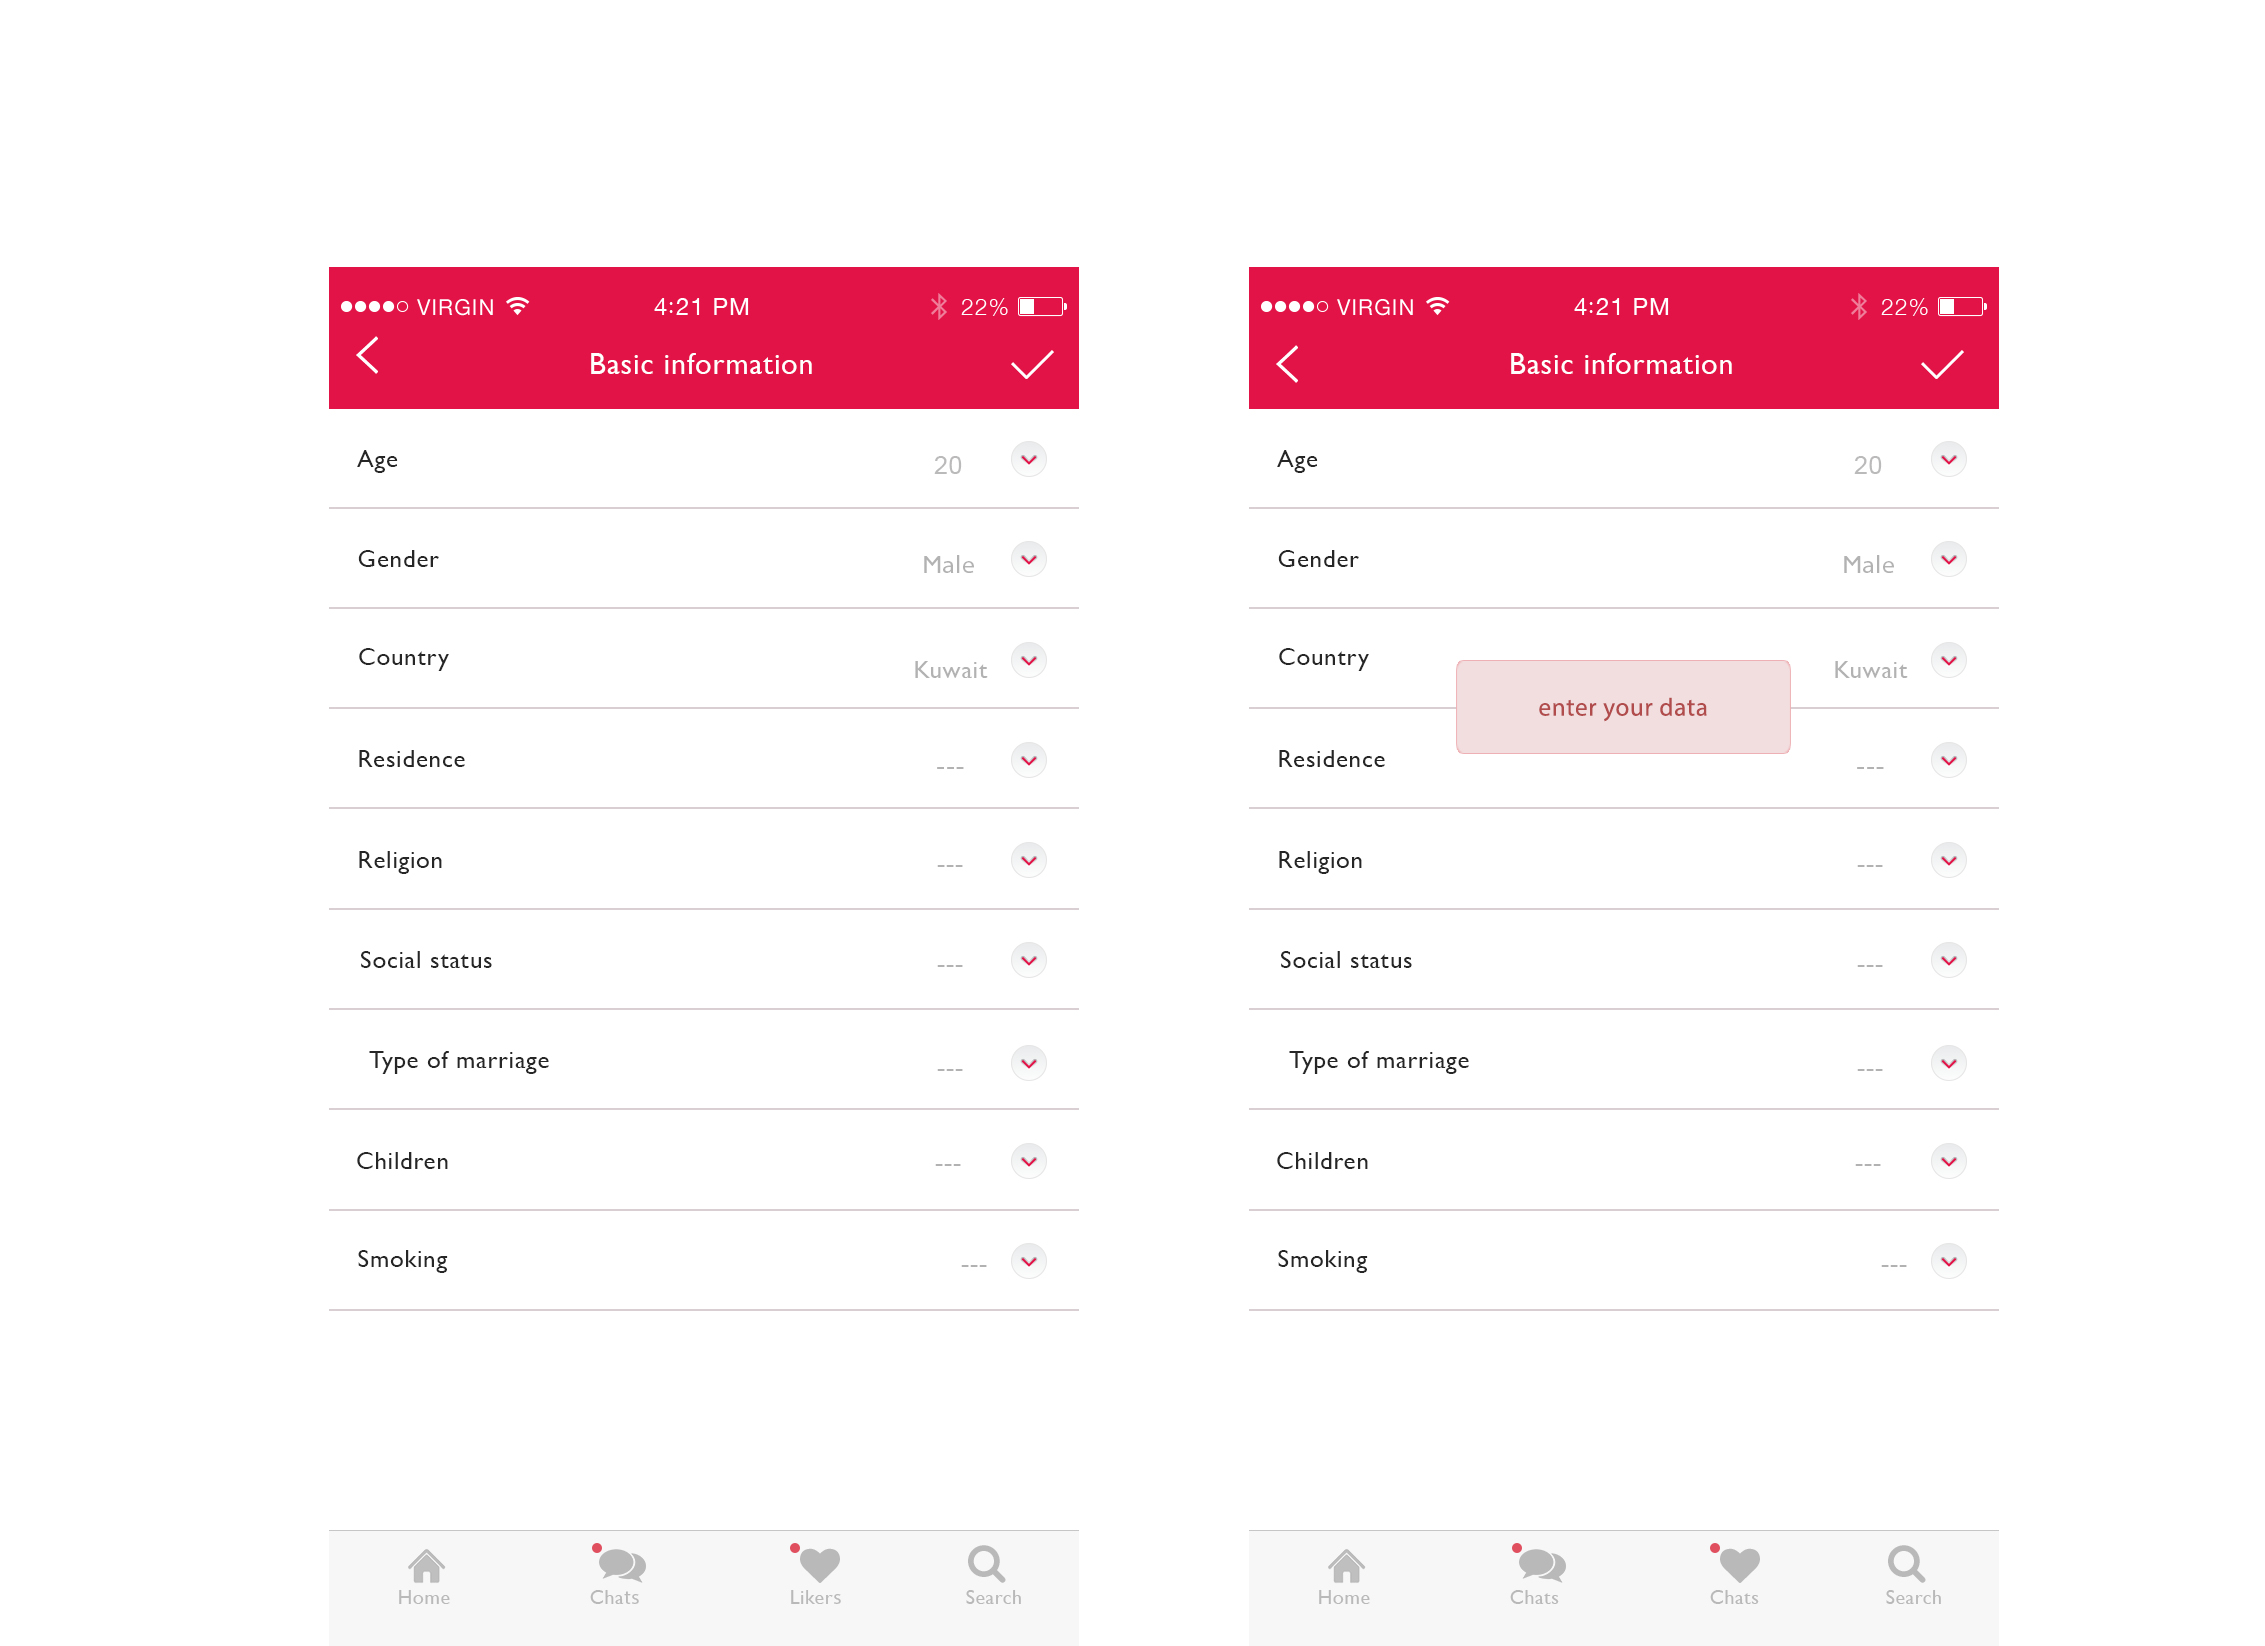 VIRGIN 4:21 PM 22%
Basic information
Age 20
Gender Male
Country Kuwait
Residence ---
Religion ---
Social status ---
Type of marriage ---
Children ---
Smoking ---
Home Chats Likers Search
VIRGIN 4:21 PM 22%
Basic information
Age 20
Gender Male
Country Kuwait
enter your data
Residence ---
Religion ---
Social status ---
Type of marriage ---
Children ---
Smoking ---
Home Chats Chats Search